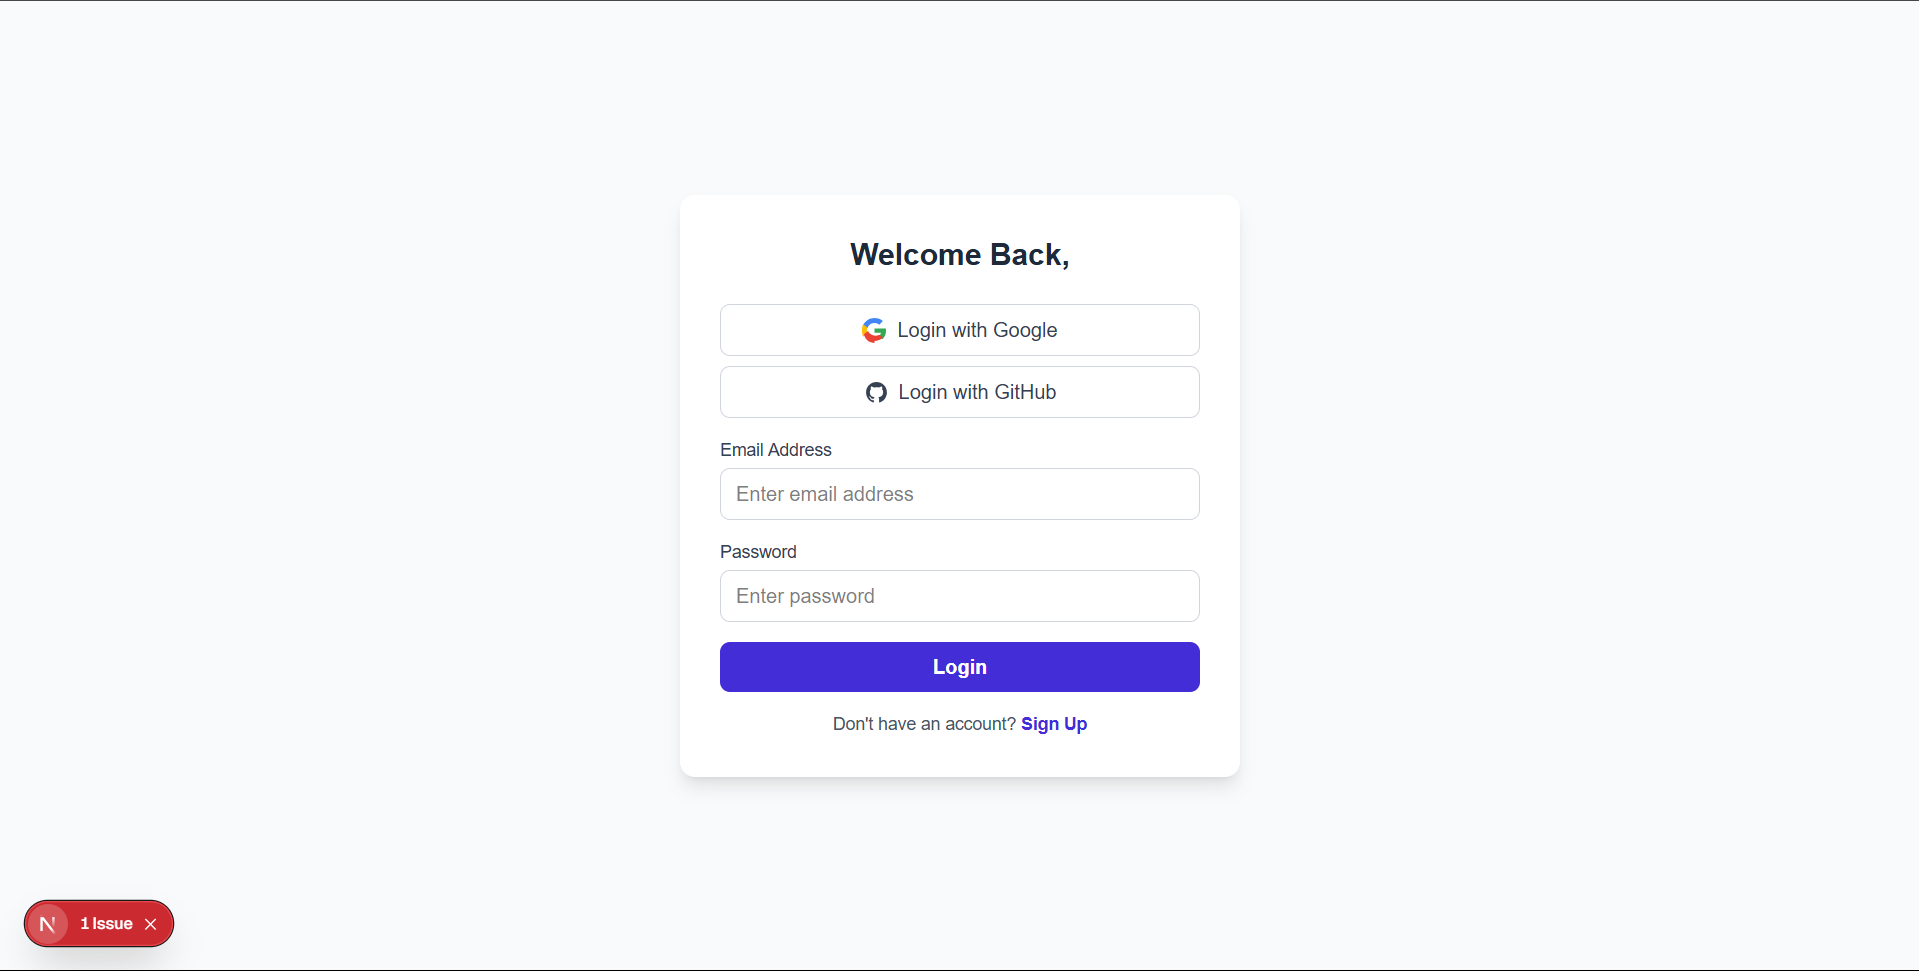 Welcome Back,
Login with Google
Login with GitHub
Email Address
Enter email address
Password
Enter password
Login
Don't have an account? Sign Up
N 1 Issue